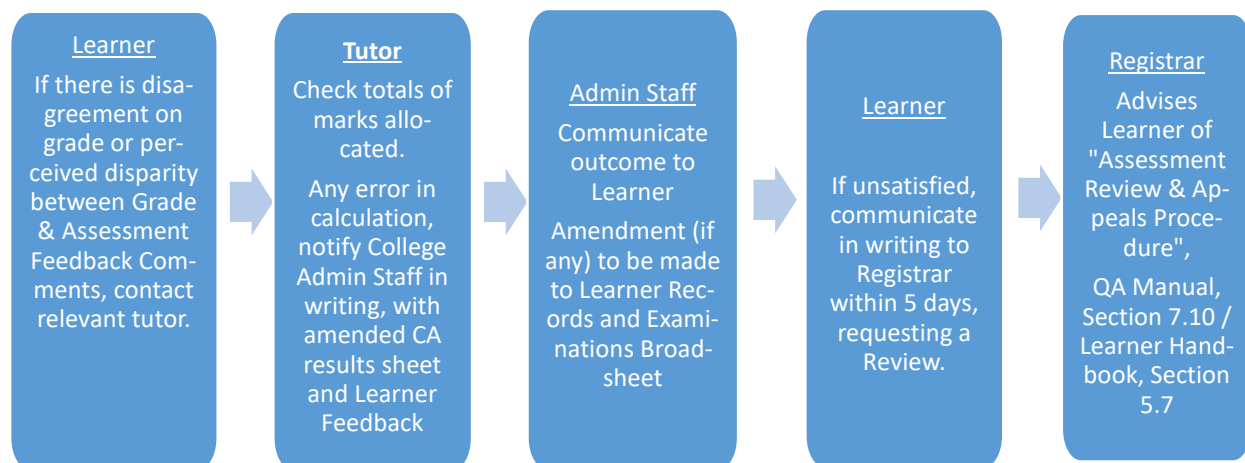 Learner
If there is disa-
greement on
grade or per-
ceived disparity
between Grade
& Assessment
Feedback Com-
ments, contact
relevant tutor.
Tutor
Check totals of
marks allo-
cated.
Any error in
calculation,
notify College
Admin Staff in
writing, with
amended CA
results sheet
and Learner
Feedback
Admin Staff
Communicate
outcome to
Learner
Amendment (if
any) to be made
to Learner Rec-
ords and Exami-
nations Broad-
sheet
Learner
If unsatisfied,
communicate
in writing to
Registrar
within 5 days,
requesting a
Review.
Registrar
Advises
Learner of
"Assessment
Review & Ap-
peals Proce-
dure",
QA Manual,
Section 7.10 /
Learner Hand-
book, Section
5.7